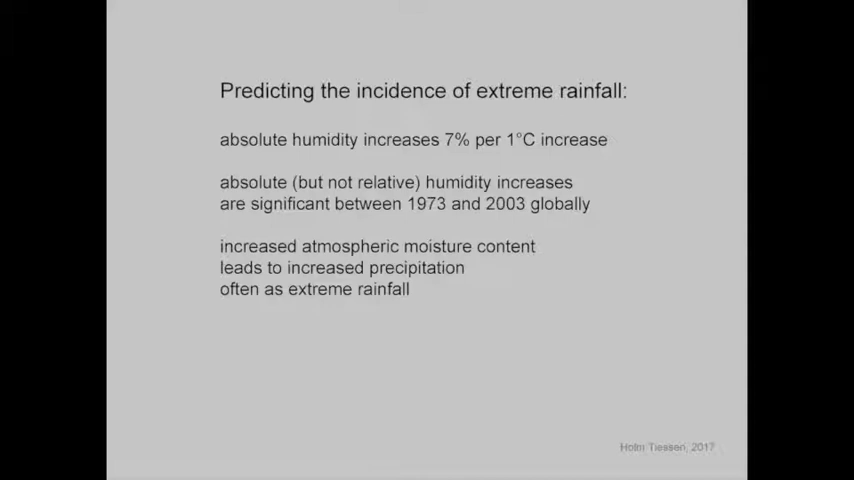 Predicting the incidence of extreme rainfall:
absolute humidity increases 7% per 1°C increase
absolute (but not relative) humidity increases
are significant between 1973 and 2003 globally
increased atmospheric moisture content
leads to increased precipitation
often as extreme rainfall
Holm Tiessen, 2017